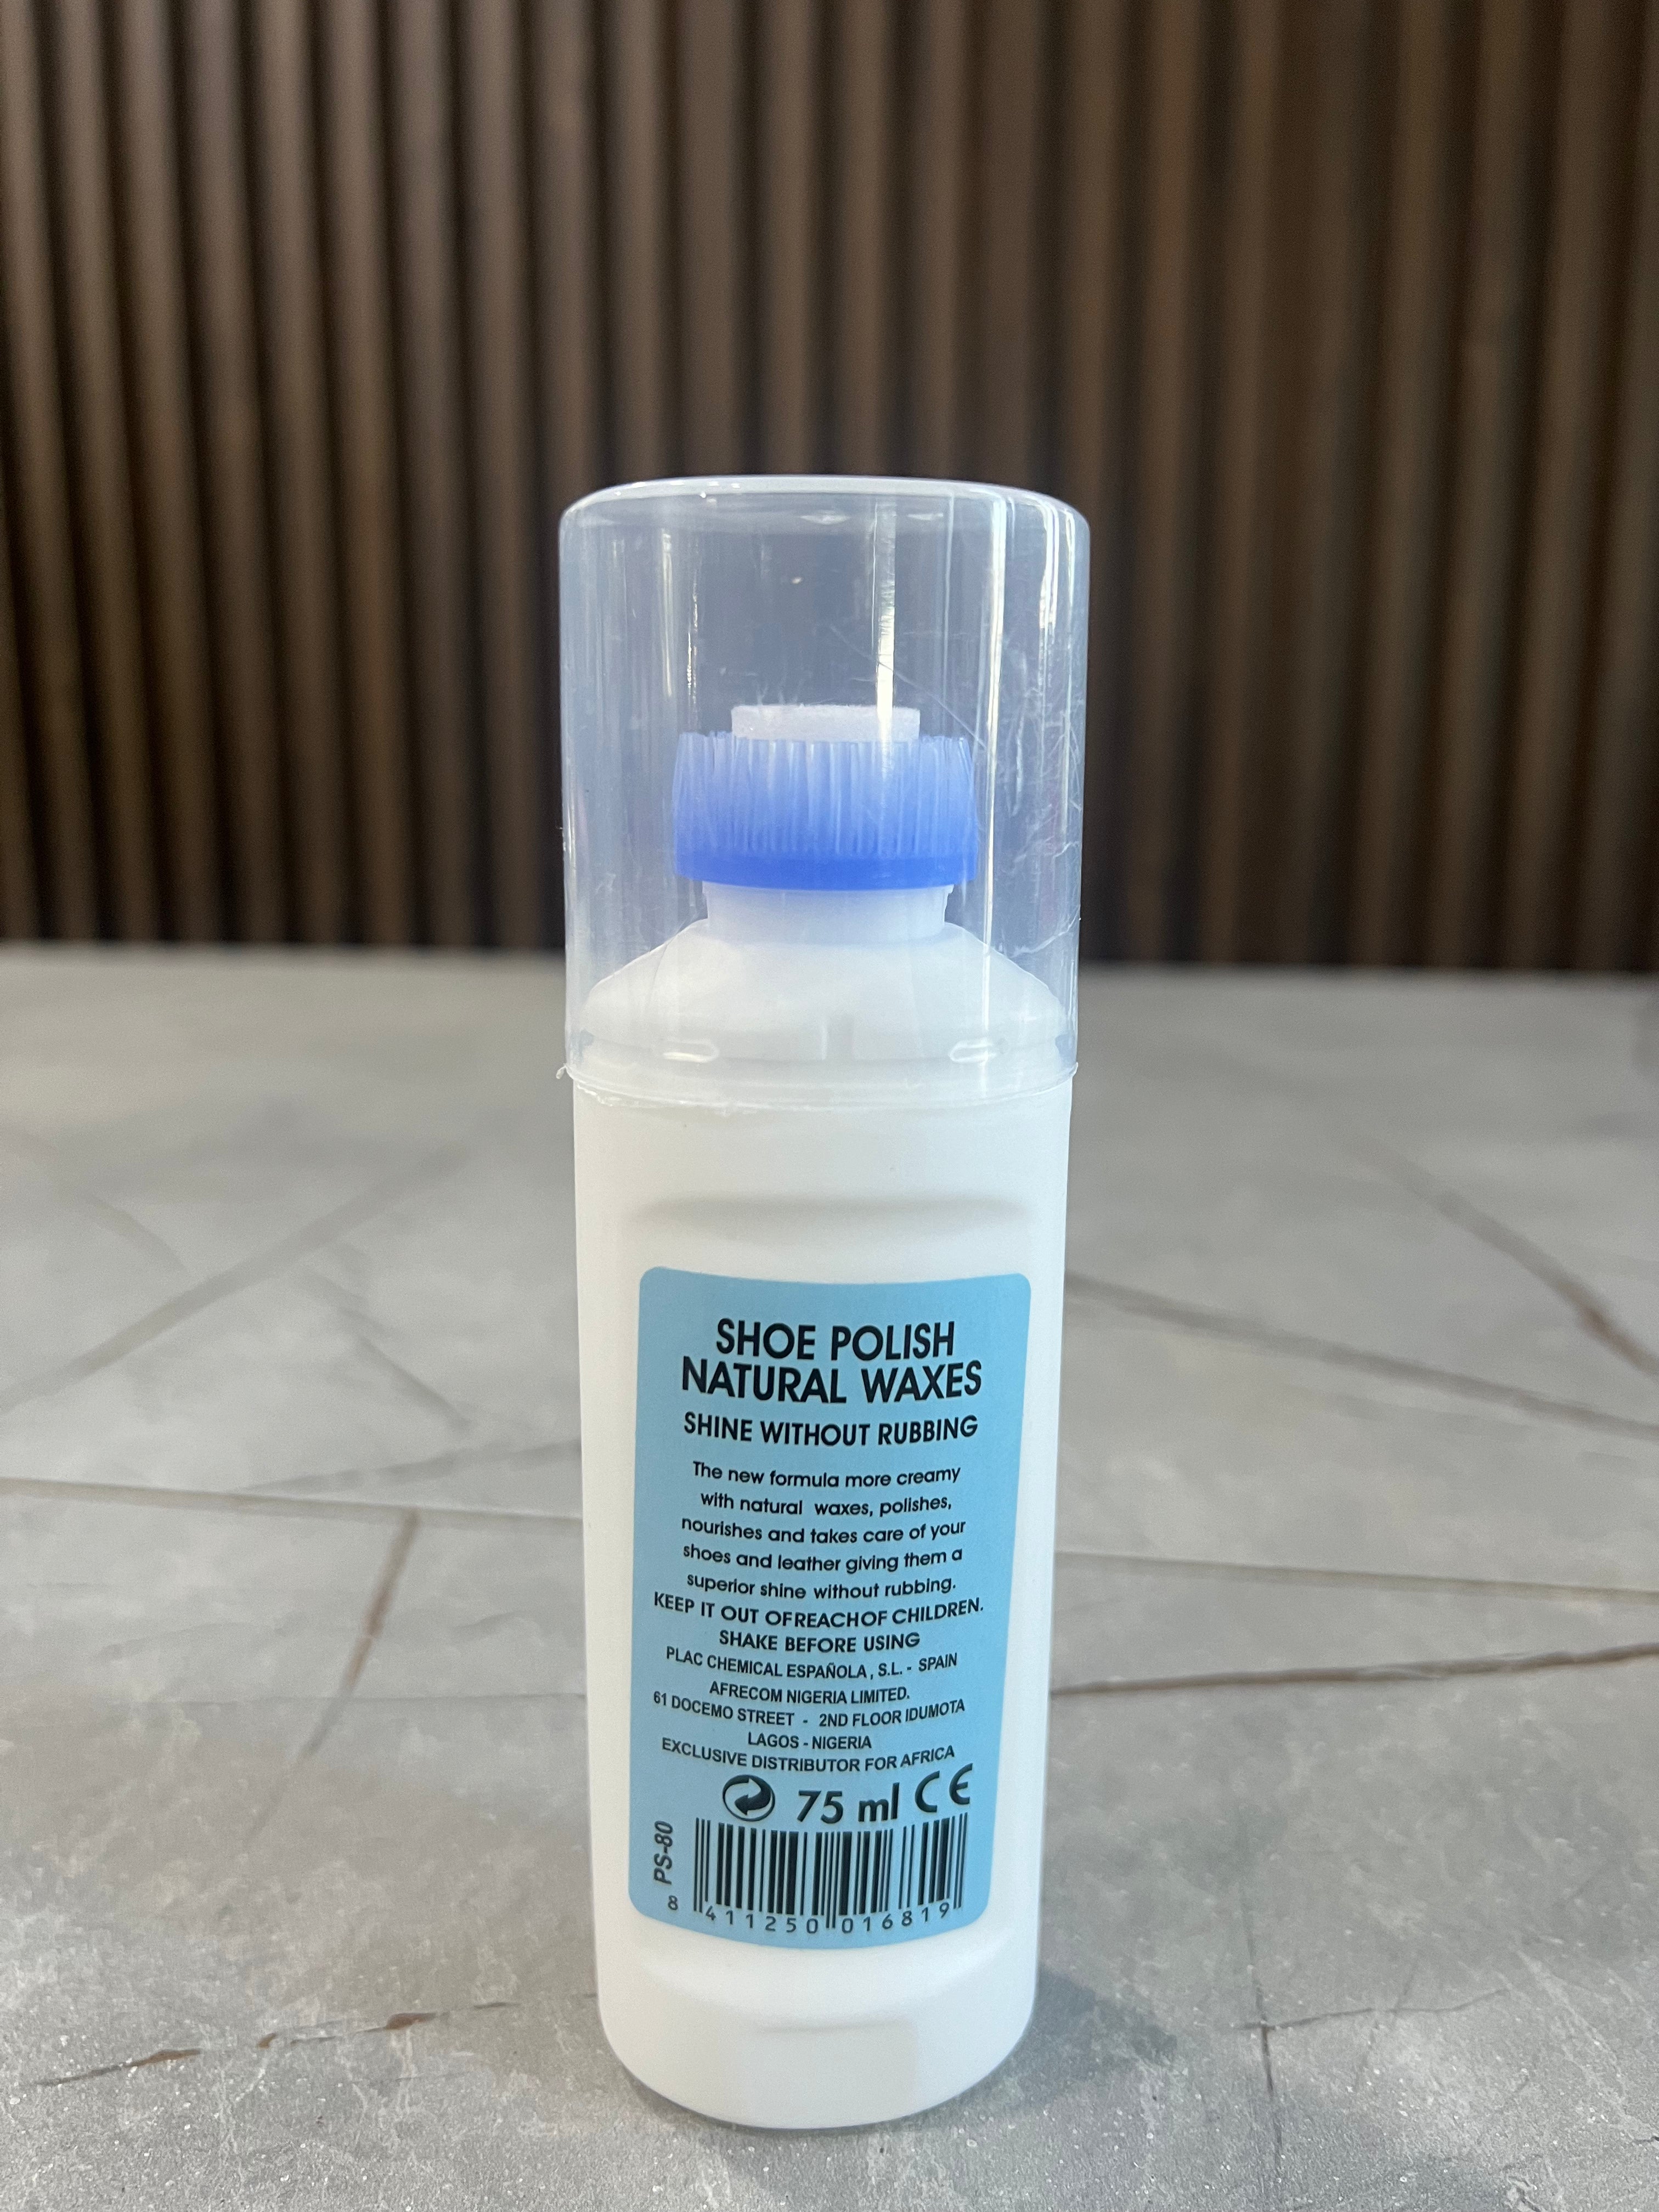 SHOE POLISH
NATURAL WAXES
SHINE WITHOUT RUBBING
The new formula more creamy
with natural waxes, polishes,
nourishes and takes care of your
shoes and leather giving them a
superior shine without rubbing.
KEEP IT OUT OF REACH OF CHILDREN.
SHAKE BEFORE USING
PLAC CHEMICAL ESPAÑOLA, S.L. - SPAIN
AFRECOM NIGERIA LIMITED.
61 DOCEMO STREET - 2ND FLOOR IDUMOTA
LAGOS - NIGERIA
EXCLUSIVE DISTRIBUTOR FOR AFRICA
75 ml CE
PS-80
8 411250 016819